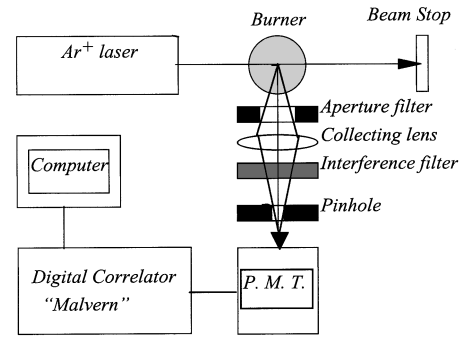 Burner
Beam Stop
Ar+ laser
Aperture filter
Collecting lens
Computer
Interference filter
Pinhole
Digital Correlator
“Malvern”
P. M. T.